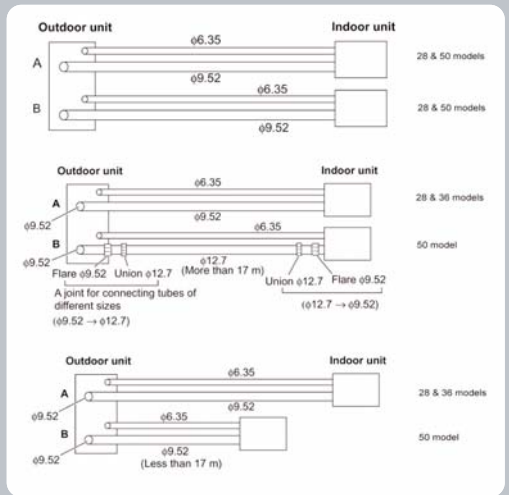 Outdoor unit
Indoor unit
ϕ6.35
A
28 & 50 models
ϕ9.52
ϕ6.35
B
28 & 50 models
ϕ9.52
Outdoor unit
Indoor unit
ϕ6.35
A
28 & 36 models
ϕ9.52
ϕ9.52
ϕ6.35
B
50 model
ϕ9.52
ϕ12.7
(More than 17 m)
Flare ϕ9.52 Union ϕ12.7
Union ϕ12.7 Flare ϕ9.52
A joint for connecting tubes of
different sizes
(ϕ9.52 → ϕ12.7)
(ϕ12.7 → ϕ9.52)
Outdoor unit
Indoor unit
ϕ6.35
A
28 & 36 models
ϕ9.52
ϕ9.52
ϕ6.35
B
50 model
ϕ9.52
ϕ9.52
(Less than 17 m)